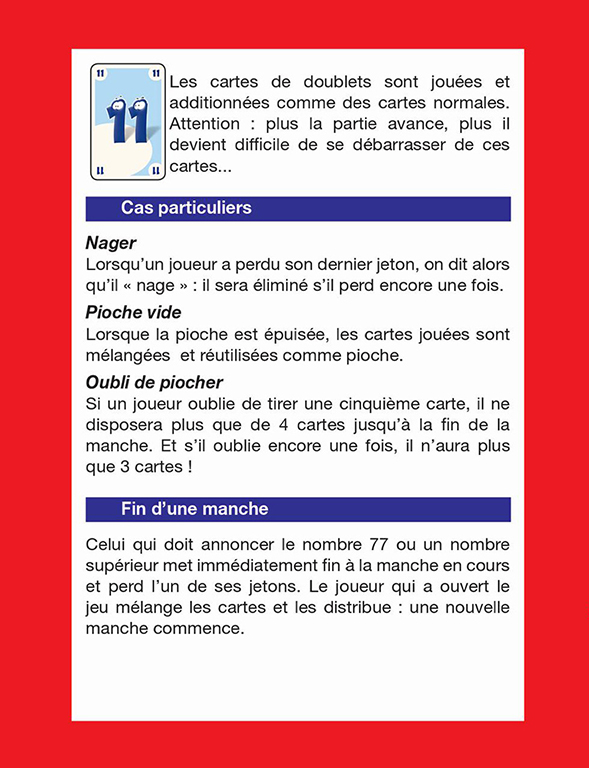 11 11
11
11 11
Les cartes de doublets sont jouées et
additionnées comme des cartes normales.
Attention : plus la partie avance, plus il
devient difficile de se débarrasser de ces
cartes...
Cas particuliers
Nager
Lorsqu’un joueur a perdu son dernier jeton, on dit alors
qu’il « nage » : il sera éliminé s’il perd encore une fois.
Pioche vide
Lorsque la pioche est épuisée, les cartes jouées sont
mélangées et réutilisées comme pioche.
Oubli de piocher
Si un joueur oublie de tirer une cinquième carte, il ne
disposera plus que de 4 cartes jusqu’à la fin de la
manche. Et s’il oublie encore une fois, il n’aura plus
que 3 cartes !
Fin d’une manche
Celui qui doit annoncer le nombre 77 ou un nombre
supérieur met immédiatement fin à la manche en cours
et perd l’un de ses jetons. Le joueur qui a ouvert le
jeu mélange les cartes et les distribue : une nouvelle
manche commence.